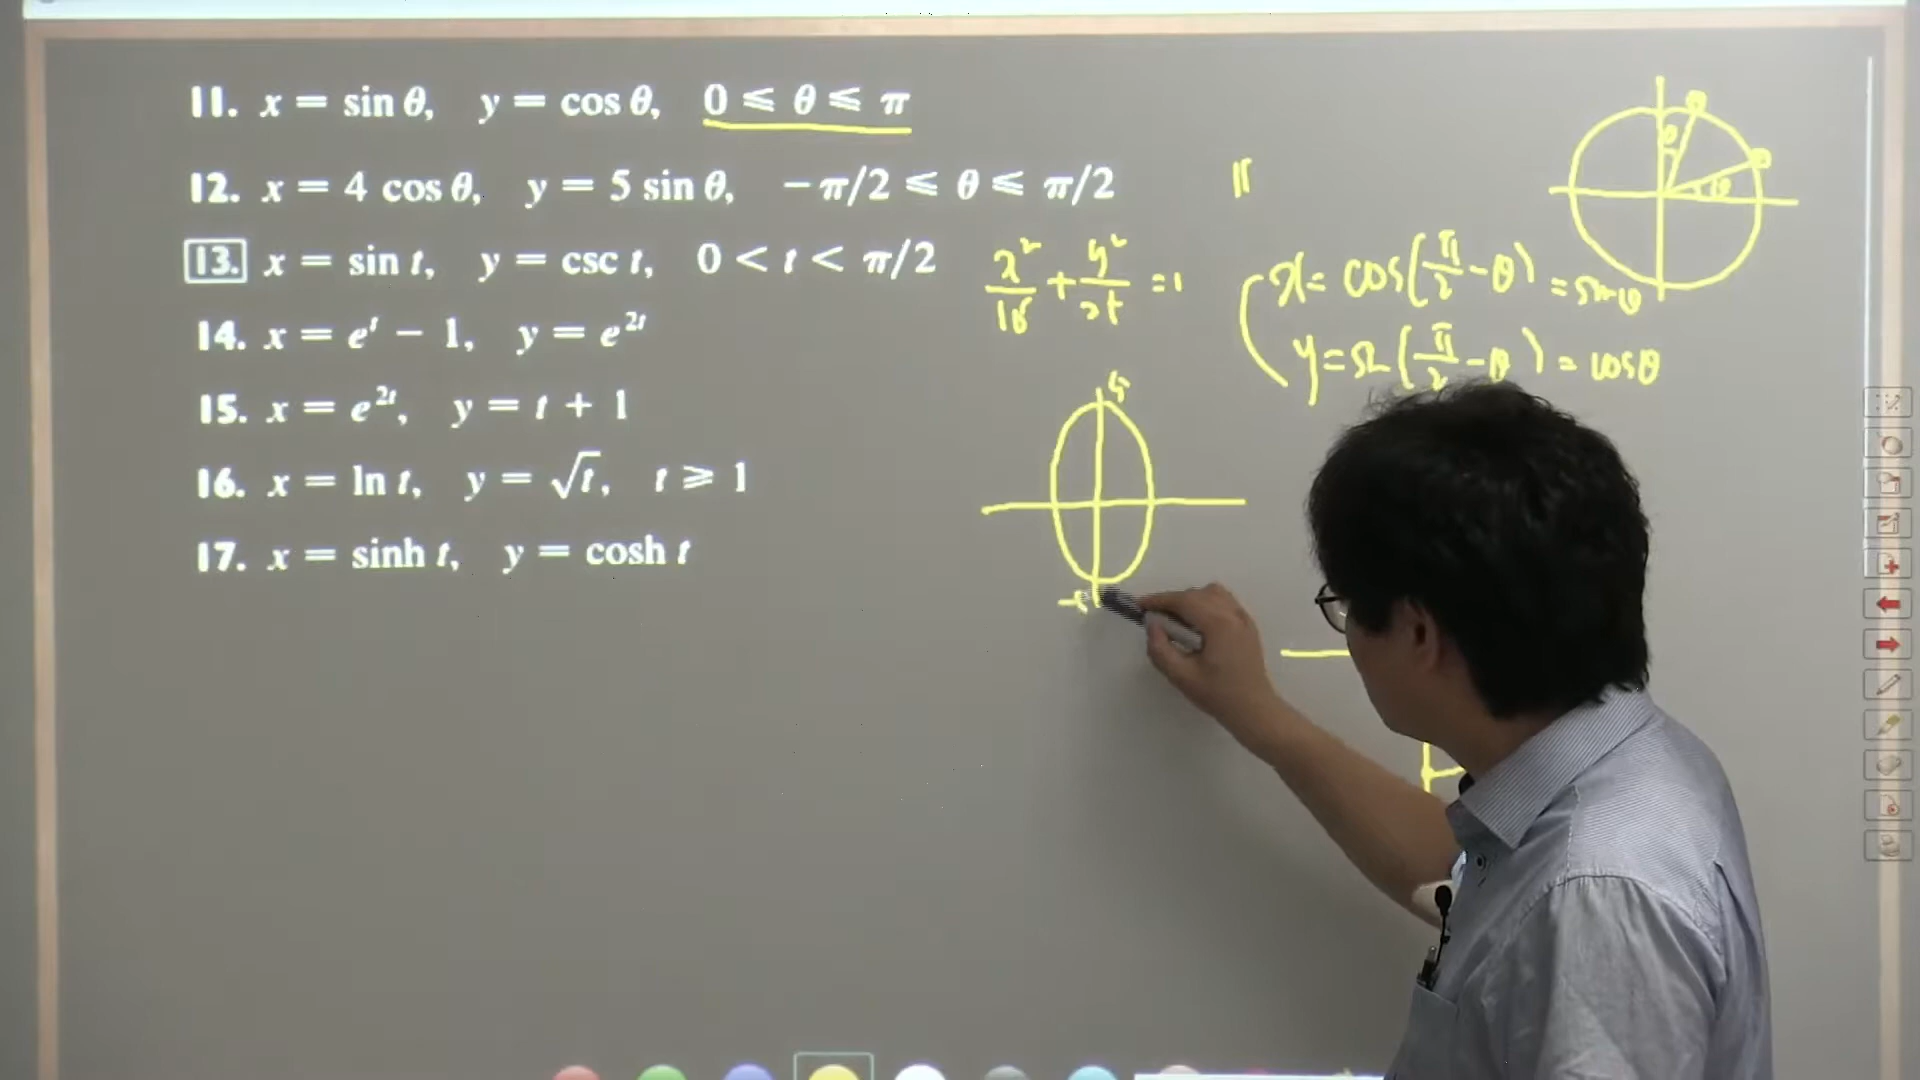 11. x = sin θ, y = cos θ, 0 ≤ θ ≤ π
12. x = 4 cos θ, y = 5 sin θ, −π/2 ≤ θ ≤ π/2
13. x = sin t, y = csc t, 0 < t < π/2
14. x = e^t − 1, y = e^{2t}
15. x = e^{2t}, y = t + 1
16. x = ln t, y = √t, t ≥ 1
17. x = sinh t, y = cosh t
x²/16 + y²/25 = 1
x = cos(π/2 − θ) = sin θ
y = sin(π/2 − θ) = cos θ
θ
θ
5